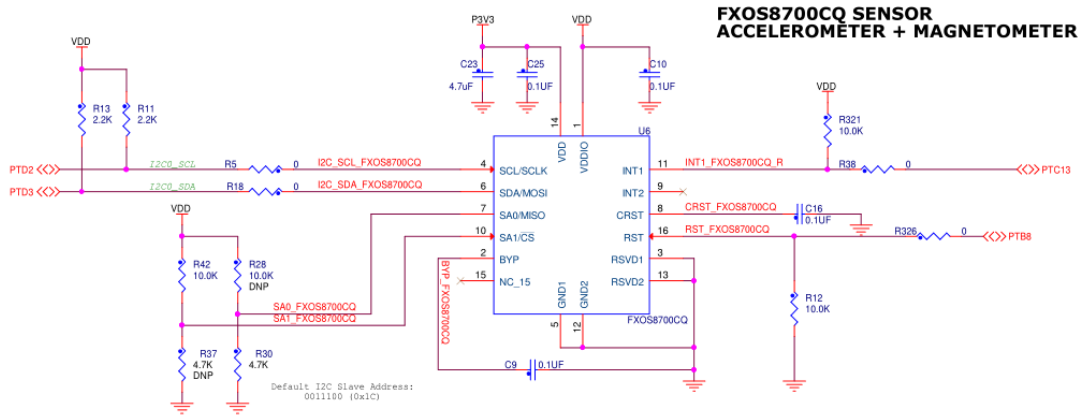 FXOS8700CQ SENSOR
ACCELEROMETER + MAGNETOMETER
P3V3
VDD
VDD
C23
4.7uF
C25
0.1UF
C10
0.1UF
R13
2.2K
R11
2.2K
VDD
R321
10.0K
U6
14
1
VDD
VDDIO
PTD2
I2C0_SCL
R5
0
I2C_SCL_FXOS8700CQ
4
SCL/SCLK
INT1
11
INT1_FXOS8700CQ_R
R38
0
PTC13
PTD3
I2C0_SDA
R18
0
I2C_SDA_FXOS8700CQ
6
SDA/MOSI
INT2
9
VDD
7
SA0/MISO
CRST
8
CRST_FXOS8700CQ
C16
0.1UF
10
SA1/CS
RST
16
RST_FXOS8700CQ
R326
0
PTB8
2
BYP
RSVD1
3
R42
10.0K
R28
10.0K
DNP
BYP_FXOS8700CQ
15
NC_15
RSVD2
13
SA0_FXOS8700CQ
SA1_FXOS8700CQ
GND1
GND2
5
12
FXOS8700CQ
R12
10.0K
R37
4.7K
DNP
R30
4.7K
C9
0.1UF
Default I2C Slave Address:
0011100 (0x1C)